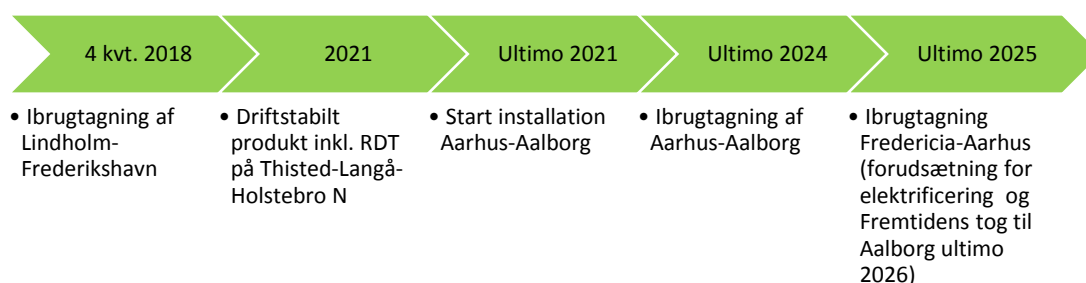 4 kvt. 2018
2021
Ultimo 2021
Ultimo 2024
Ultimo 2025
• Ibrugtagning af
Lindholm-
Frederikshavn
• Driftstabilt
produkt inkl. RDT
på Thisted-Langå-
Holstebro N
• Start installation
Aarhus-Aalborg
• Ibrugtagning af
Aarhus-Aalborg
• Ibrugtagning
Fredericia-Aarhus
(forudsætning for
elektrificering og
Fremtidens tog til
Aalborg ultimo
2026)